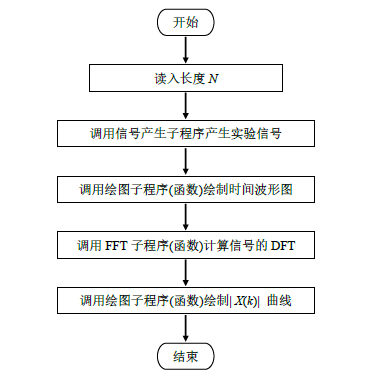 开始
读入长度 N
调用信号产生子程序产生实验信号
调用绘图子程序(函数)绘制时间波形图
调用 FFT 子程序(函数)计算信号的 DFT
调用绘图子程序(函数)绘制| X(k)| 曲线
结束